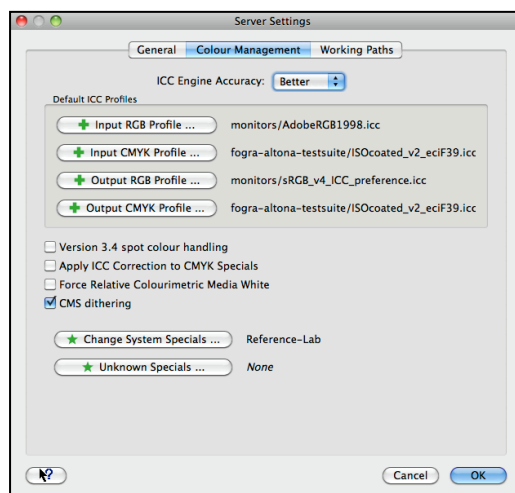 Server Settings
General Colour Management Working Paths
ICC Engine Accuracy: Better
Default ICC Profiles
Input RGB Profile ... monitors/AdobeRGB1998.icc
Input CMYK Profile ... fogra-altona-testsuite/ISOcoated_v2_eciF39.icc
Output RGB Profile ... monitors/sRGB_v4_ICC_preference.icc
Output CMYK Profile ... fogra-altona-testsuite/ISOcoated_v2_eciF39.icc
Version 3.4 spot colour handling
Apply ICC Correction to CMYK Specials
Force Relative Colourimetric Media White
CMS dithering
Change System Specials ... Reference-Lab
Unknown Specials ... None
? Cancel OK